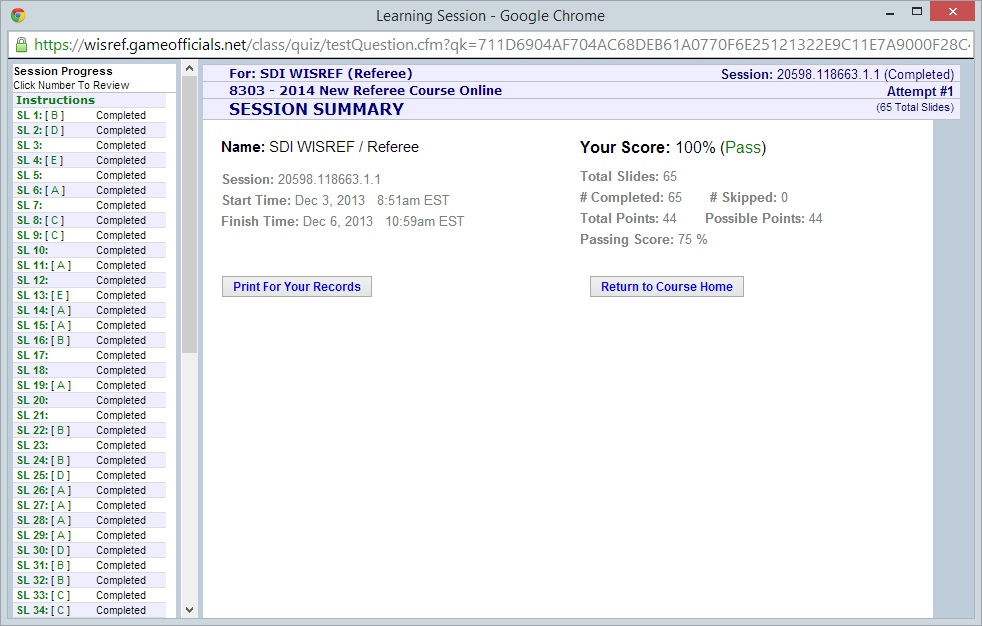 Learning Session - Google Chrome
https://wisref.gameofficials.net/class/quiz/testQuestion.cfm?qk=711D6904AF704AC68DEB61A0770F6E25121322E9C11E7A9000F28C
Session Progress
Click Number To Review
Instructions
SL 1: [ B ] Completed
SL 2: [ D ] Completed
SL 3: Completed
SL 4: [ E ] Completed
SL 5: Completed
SL 6: [ A ] Completed
SL 7: Completed
SL 8: [ C ] Completed
SL 9: [ C ] Completed
SL 10: Completed
SL 11: [ A ] Completed
SL 12: Completed
SL 13: [ E ] Completed
SL 14: [ A ] Completed
SL 15: [ A ] Completed
SL 16: [ B ] Completed
SL 17: Completed
SL 18: Completed
SL 19: [ A ] Completed
SL 20: Completed
SL 21: Completed
SL 22: [ B ] Completed
SL 23: Completed
SL 24: [ B ] Completed
SL 25: [ D ] Completed
SL 26: [ A ] Completed
SL 27: [ A ] Completed
SL 28: [ A ] Completed
SL 29: [ A ] Completed
SL 30: [ D ] Completed
SL 31: [ B ] Completed
SL 32: [ B ] Completed
SL 33: [ C ] Completed
SL 34: [ C ] Completed
For: SDI WISREF (Referee) Session: 20598.118663.1.1 (Completed)
8303 - 2014 New Referee Course Online Attempt #1
SESSION SUMMARY (65 Total Slides)
Name: SDI WISREF / Referee
Session: 20598.118663.1.1
Start Time: Dec 3, 2013 8:51am EST
Finish Time: Dec 6, 2013 10:59am EST
Print For Your Records
Your Score: 100% (Pass)
Total Slides: 65
# Completed: 65 # Skipped: 0
Total Points: 44 Possible Points: 44
Passing Score: 75 %
Return to Course Home